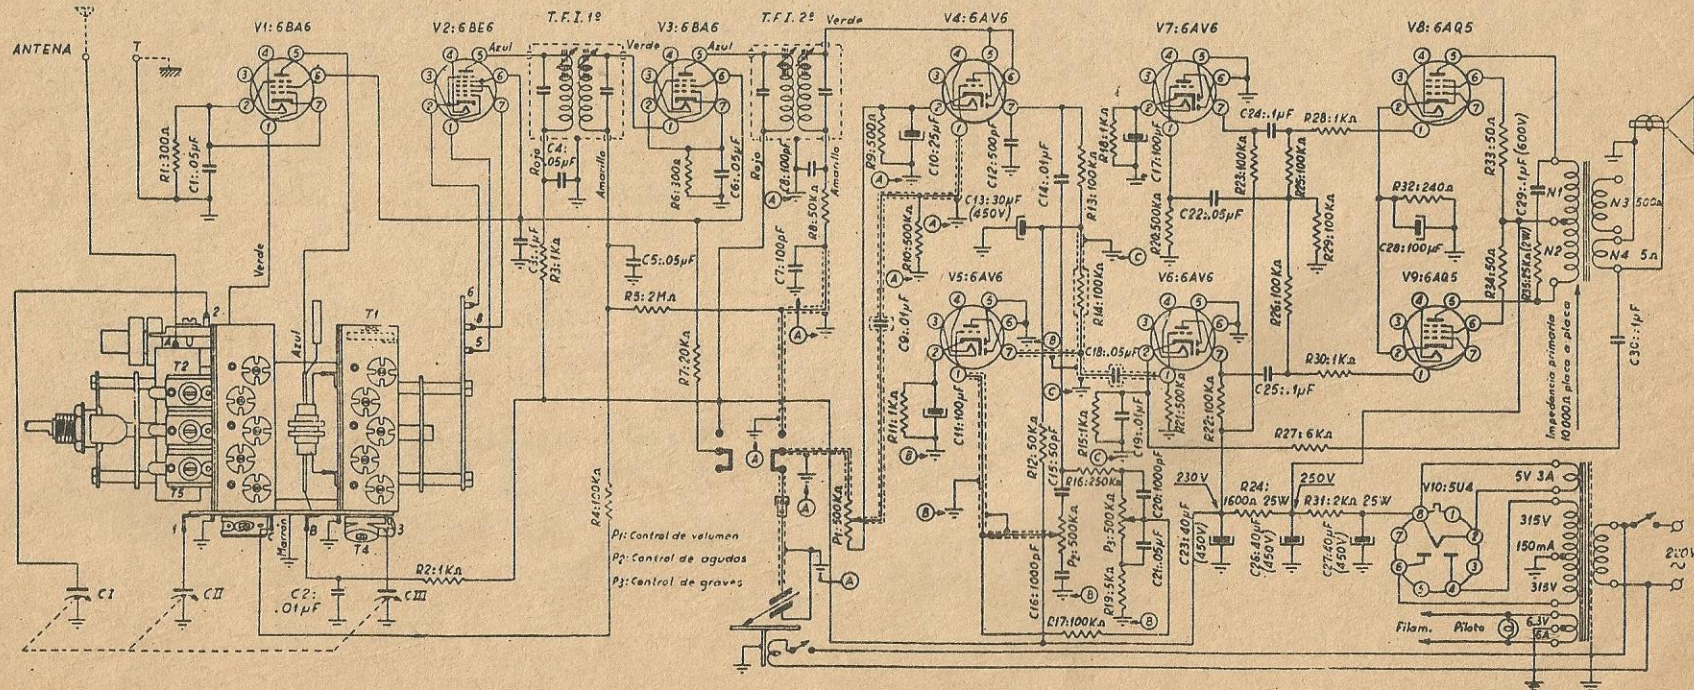 ANTENA
T
V1:6BA6
V2:6BE6
T.F.I.1º
V3:6BA6
T.F.I.2º
V4:6AV6
V7:6AV6
V8:6AQ5
Azul
Verde
Azul
Verde
R1:300Ω
C1:.05µF
Verde
Azul
Rojo
C4:
.05µF
Amarillo
R6:300Ω
C6:.05µF
Rojo
C8:100pF
Amarillo
R8:50KΩ
C3:.1µF
R3:1KΩ
C5:.05µF
R5:2MΩ
C7:100pF
R7:20KΩ
R4:100KΩ
R9:500Ω
C10:25µF
C12:500pF
C13:30µF
(450V)
C14:.01µF
R13:100KΩ
R10:500KΩ
C9:.01µF
V5:6AV6
R14:100KΩ
C18:.05µF
V6:6AV6
R11:1KΩ
C11:100µF
R12:50KΩ
C15:50pF
R15:1KΩ
C19:.01µF
R16:250KΩ
R21:500KΩ
R22:100KΩ
C20:1000pF
P2:500KΩ
P3:500KΩ
C16:1000pF
R19:5KΩ
C21:.05µF
R17:100KΩ
R18:1KΩ
C17:100µF
R20:500KΩ
C22:.05µF
R23:100KΩ
C24:.1µF
R25:100KΩ
R28:1KΩ
R29:100KΩ
R26:100KΩ
C25:.1µF
R30:1KΩ
R27:6KΩ
R32:240Ω
C28:100µF
V9:6AQ5
R33:50Ω
R34:50Ω
C29:.1µF (600V)
R35:25KΩ(2W)
N1
N2
N3
500Ω
N4
5Ω
Impedancia primario
10000Ω placa a placa
C30:.1µF
230V
R24:
1600Ω 25W
250V
R31:2KΩ 25W
C23:40µF
(450V)
C26:40µF
(450V)
C27:40µF
(450V)
V10:5U4
5V 3A
315V
150mA
315V
6.3V
6A
Filam.
Piloto
T1
T2
T4
T5
Marrón
CI
CII
CIII
C2:
.01µF
R2:1KΩ
P1:500KΩ
P1:Control de volumen
P2:Control de agudos
P3:Control de graves